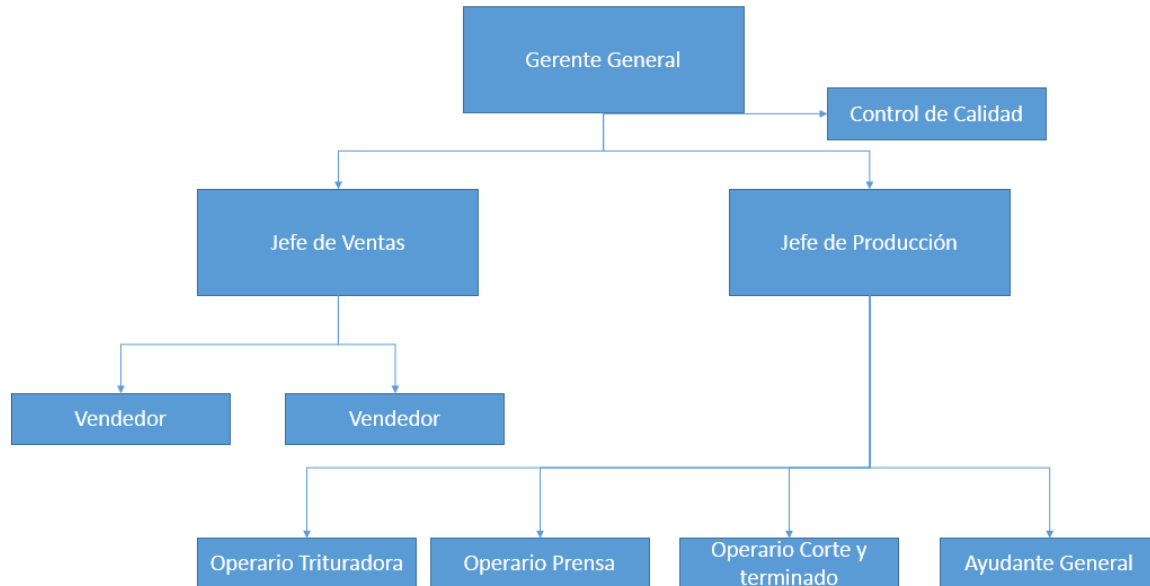 Gerente General
Control de Calidad
Jefe de Ventas
Jefe de Producción
Vendedor
Vendedor
Operario Trituradora
Operario Prensa
Operario Corte y
terminado
Ayudante General